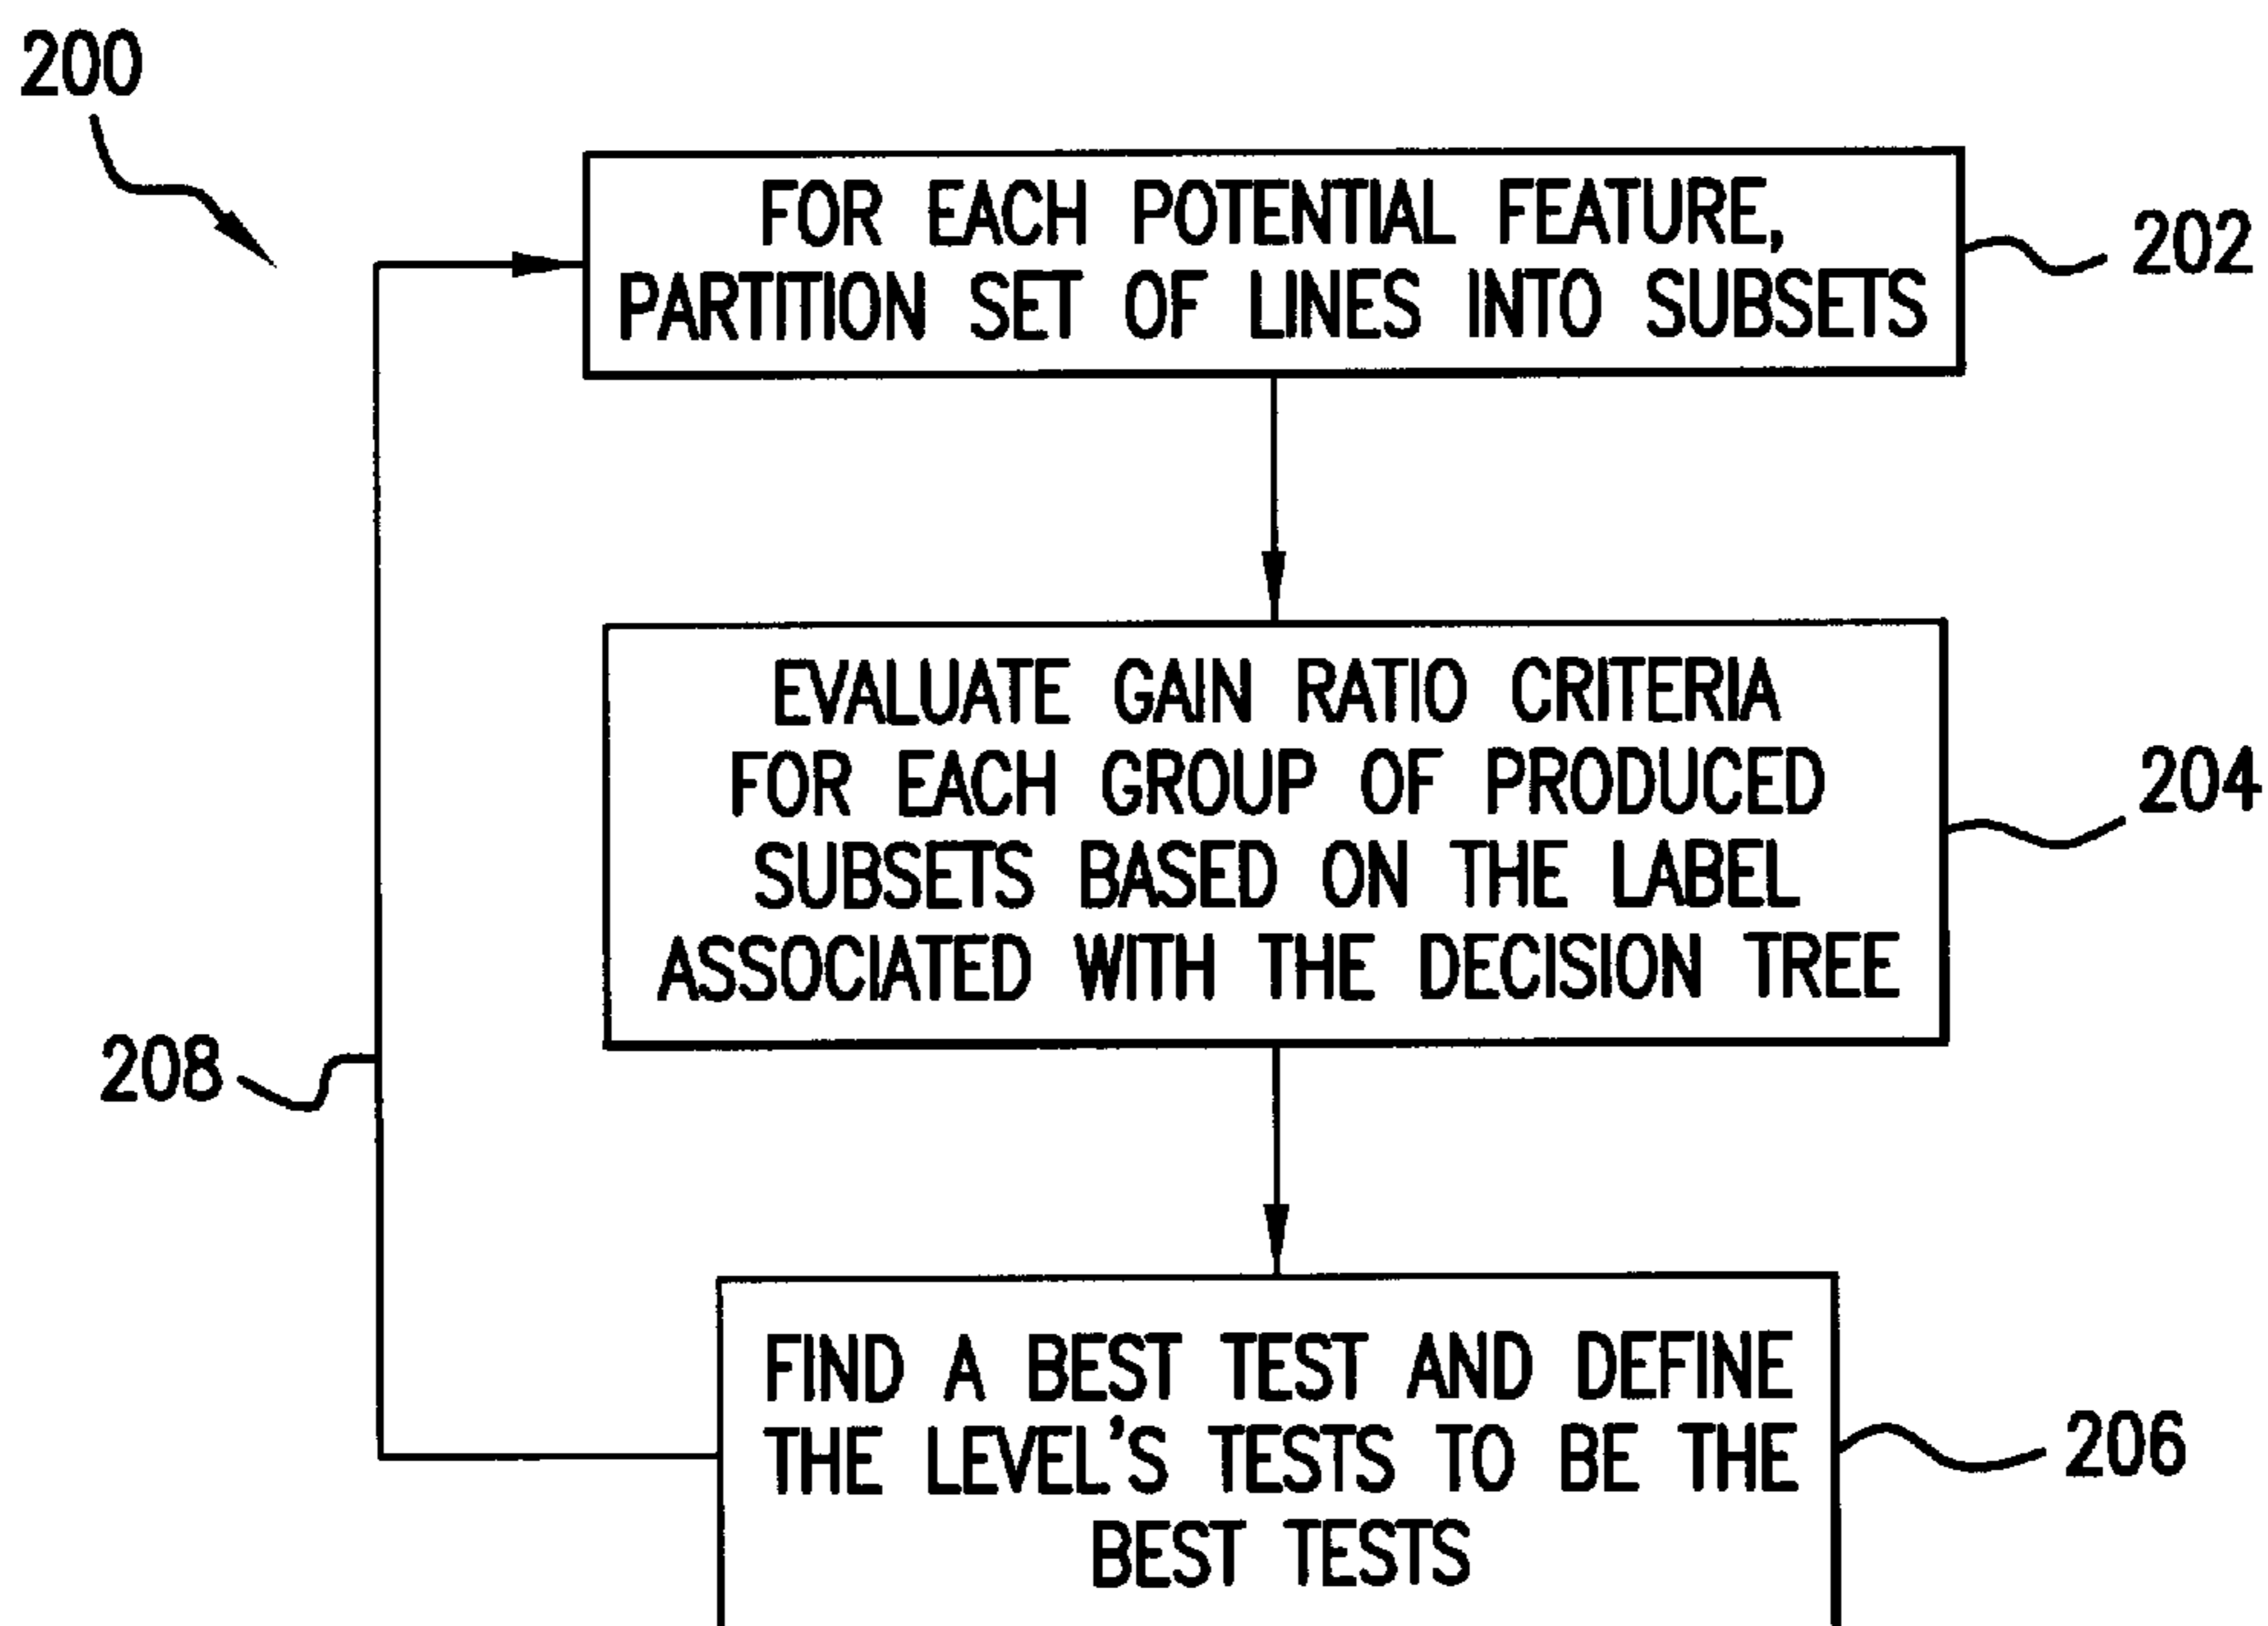 200
FOR EACH POTENTIAL FEATURE,
PARTITION SET OF LINES INTO SUBSETS
202
EVALUATE GAIN RATIO CRITERIA
FOR EACH GROUP OF PRODUCED
SUBSETS BASED ON THE LABEL
ASSOCIATED WITH THE DECISION TREE
204
208
FIND A BEST TEST AND DEFINE
THE LEVEL'S TESTS TO BE THE
BEST TESTS
206